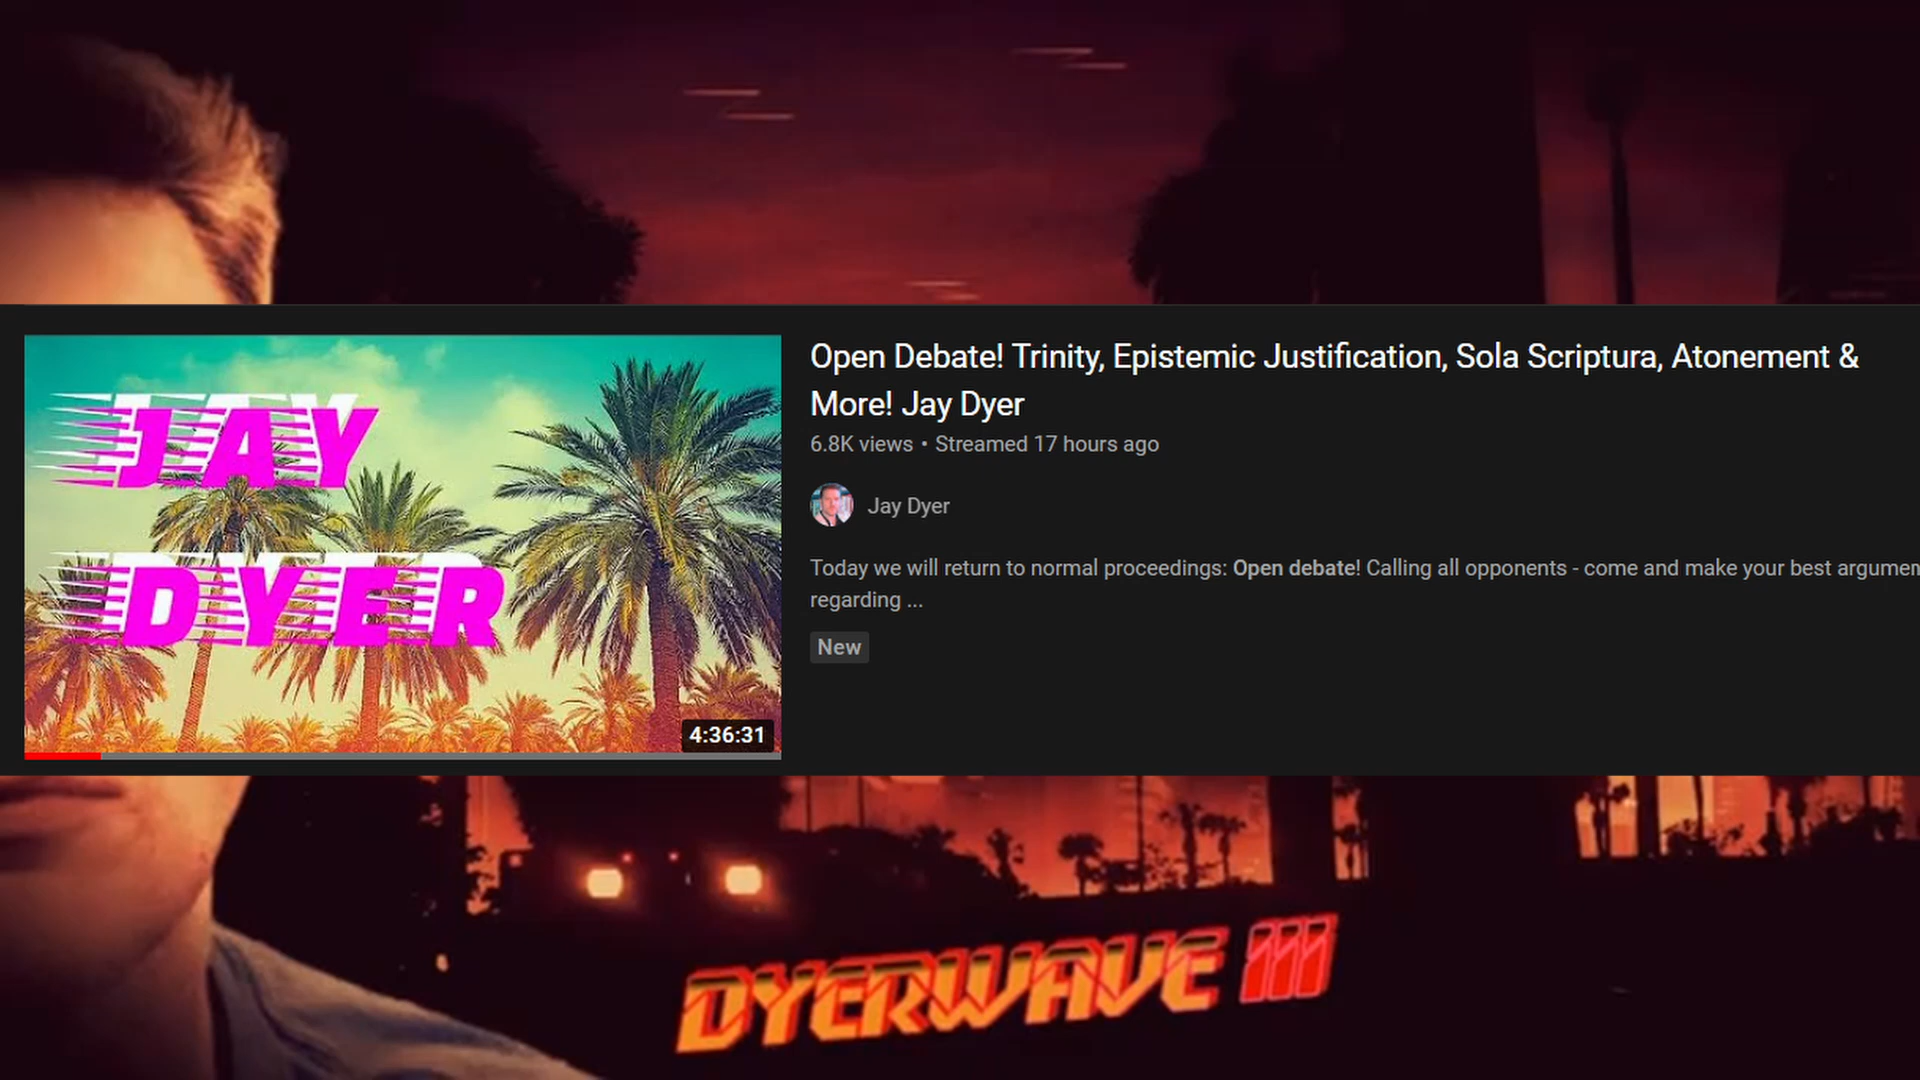 JAY
DYER
4:36:31
Open Debate! Trinity, Epistemic Justification, Sola Scriptura, Atonement &
More! Jay Dyer
6.8K views • Streamed 17 hours ago
Jay Dyer
Today we will return to normal proceedings: Open debate! Calling all opponents - come and make your best argumen
regarding ...
New
DYERWAVE III